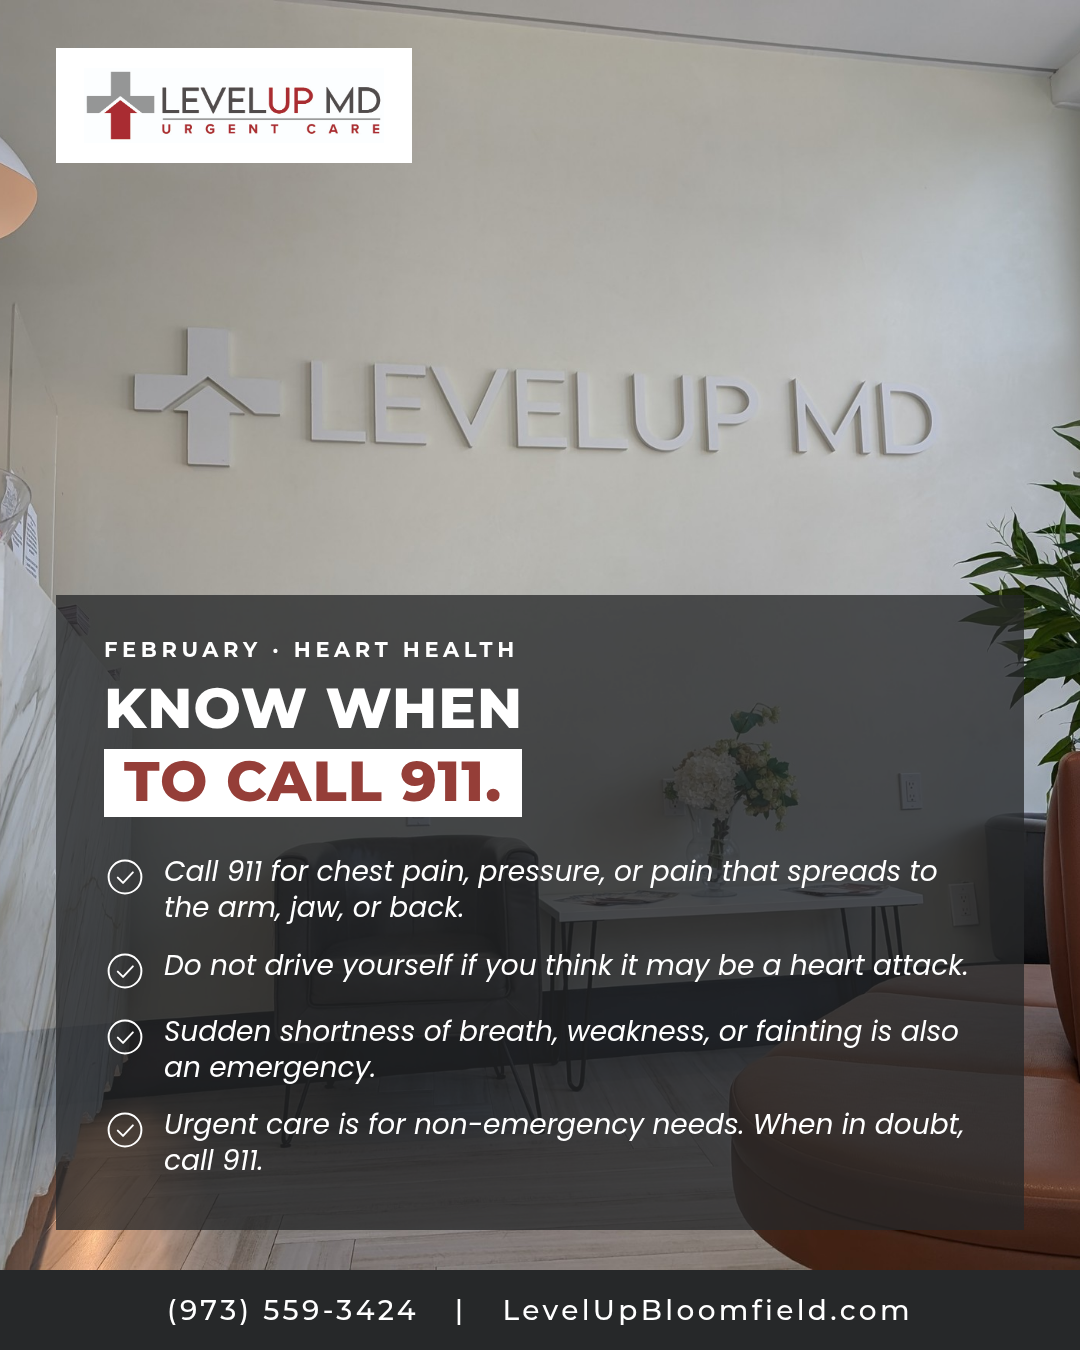 LEVELUP MD
URGENT CARE
LEVELUP MD
FEBRUARY · HEART HEALTH
KNOW WHEN
TO CALL 911.
Call 911 for chest pain, pressure, or pain that spreads to
the arm, jaw, or back.
Do not drive yourself if you think it may be a heart attack.
Sudden shortness of breath, weakness, or fainting is also
an emergency.
Urgent care is for non-emergency needs. When in doubt,
call 911.
(973) 559-3424 | LevelUpBloomfield.com